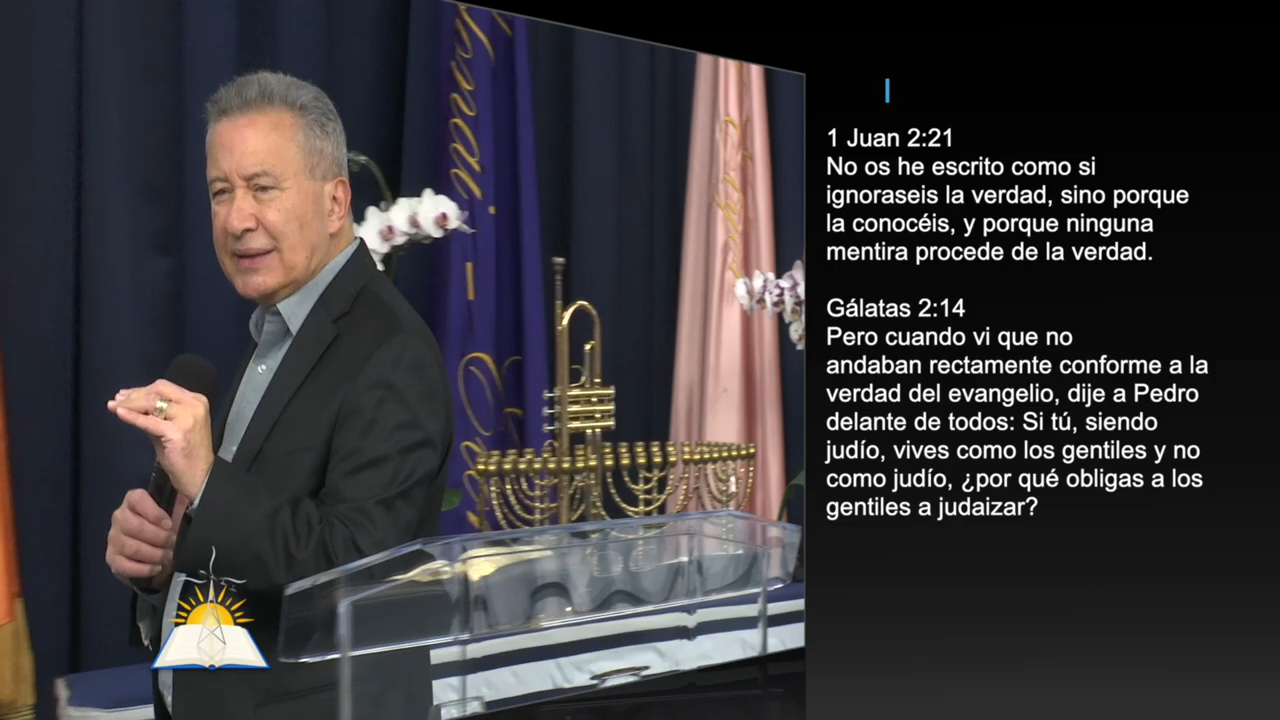 1 Juan 2:21
No os he escrito como si
ignoraseis la verdad, sino porque
la conocéis, y porque ninguna
mentira procede de la verdad.
Gálatas 2:14
Pero cuando vi que no
andaban rectamente conforme a la
verdad del evangelio, dije a Pedro
delante de todos: Si tú, siendo
judío, vives como los gentiles y no
como judío, ¿por qué obligas a los
gentiles a judaizar?